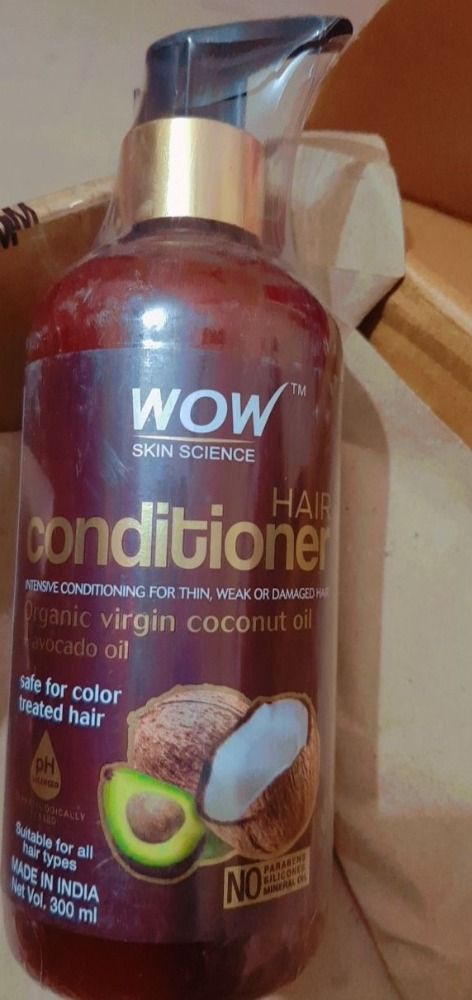 WOW™
SKIN SCIENCE
HAIR
conditioner
INTENSIVE CONDITIONING FOR THIN, WEAK OR DAMAGED HAIR
Organic virgin coconut oil
avocado oil
safe for color
treated hair
pH
Suitable for all
hair types
MADE IN INDIA
Net Vol. 300 ml
NO PARABENS
SILICONES
MINERAL OIL